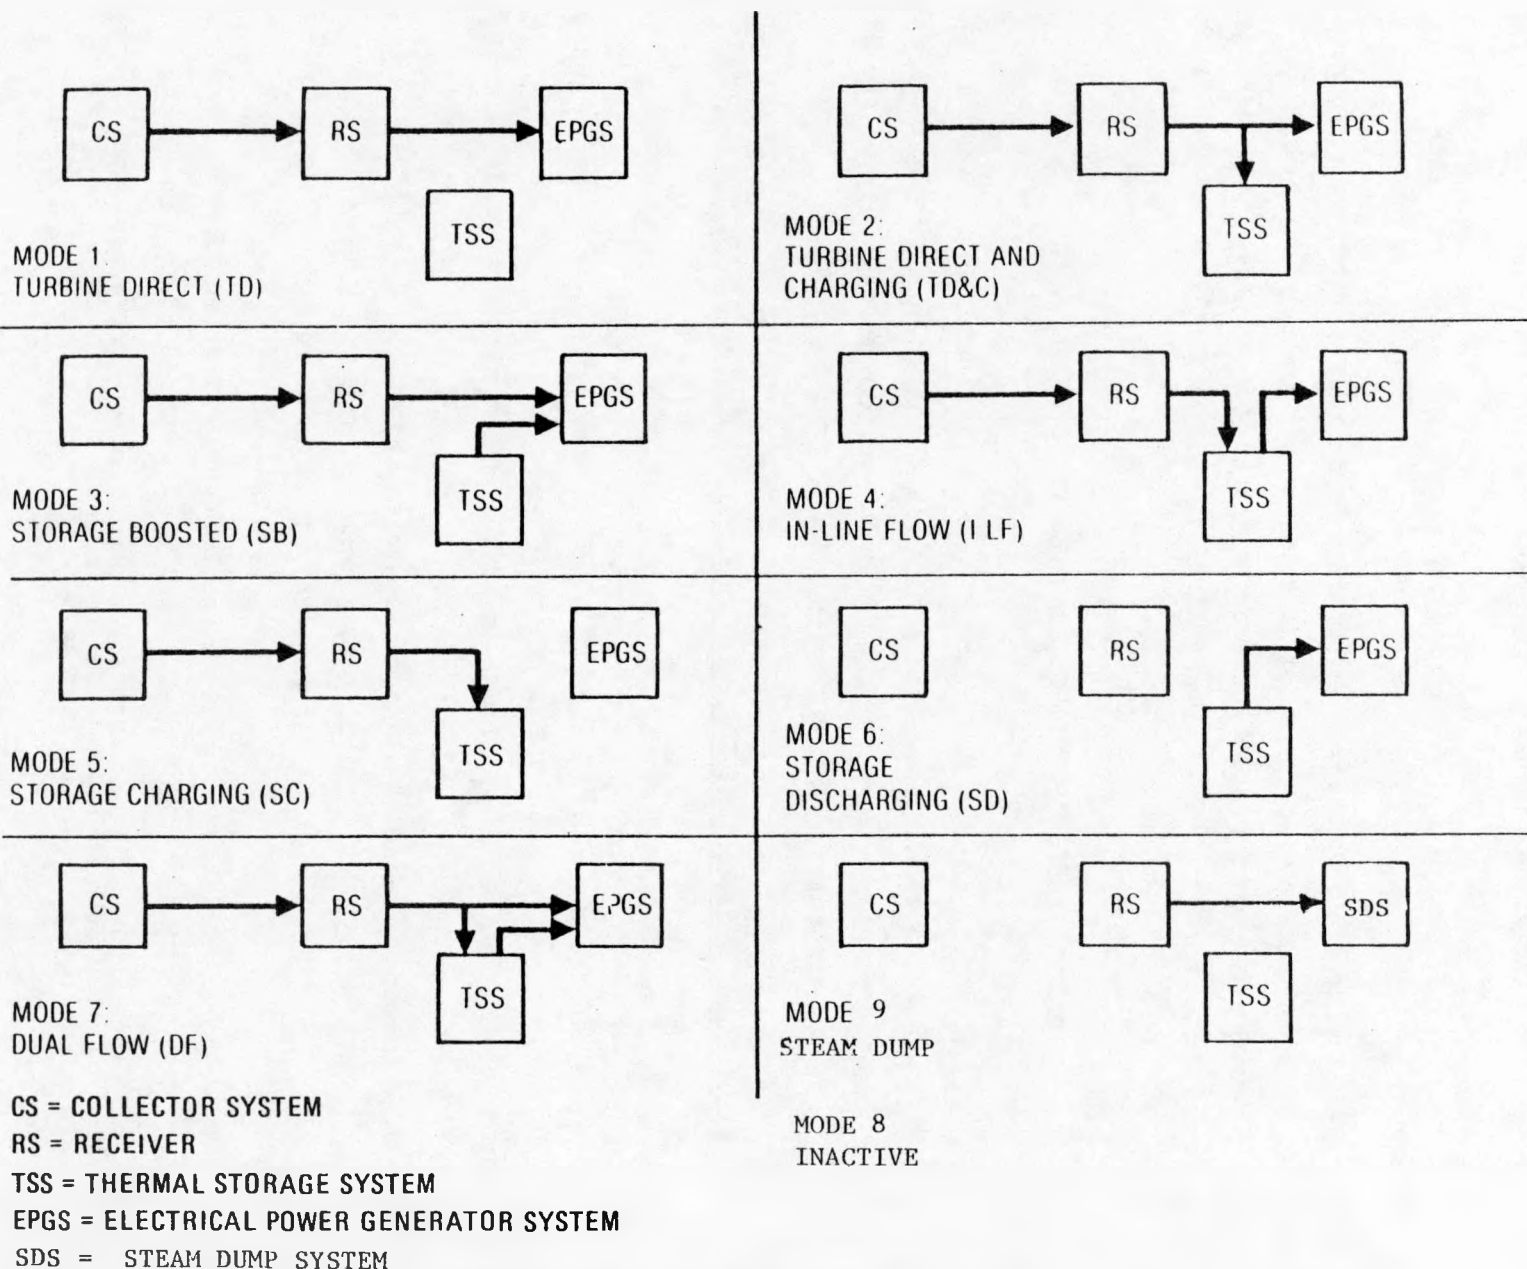 CS
RS
EPGS
TSS
MODE 1:
TURBINE DIRECT (TD)
CS
RS
EPGS
TSS
MODE 2:
TURBINE DIRECT AND
CHARGING (TD&C)
CS
RS
EPGS
TSS
MODE 3:
STORAGE BOOSTED (SB)
CS
RS
EPGS
TSS
MODE 4:
IN-LINE FLOW (I LF)
CS
RS
EPGS
TSS
MODE 5:
STORAGE CHARGING (SC)
CS
RS
EPGS
TSS
MODE 6:
STORAGE
DISCHARGING (SD)
CS
RS
EPGS
TSS
MODE 7:
DUAL FLOW (DF)
CS
RS
SDS
TSS
MODE 9
STEAM DUMP
MODE 8
INACTIVE
CS = COLLECTOR SYSTEM
RS = RECEIVER
TSS = THERMAL STORAGE SYSTEM
EPGS = ELECTRICAL POWER GENERATOR SYSTEM
SDS = STEAM DUMP SYSTEM